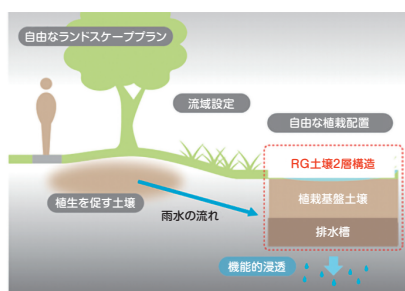 自由なランドスケーププラン
流域設定
自由な植栽配置
RG土壌2層構造
植栽基盤土壌
植生を促す土壌
雨水の流れ
排水槽
機能的浸透